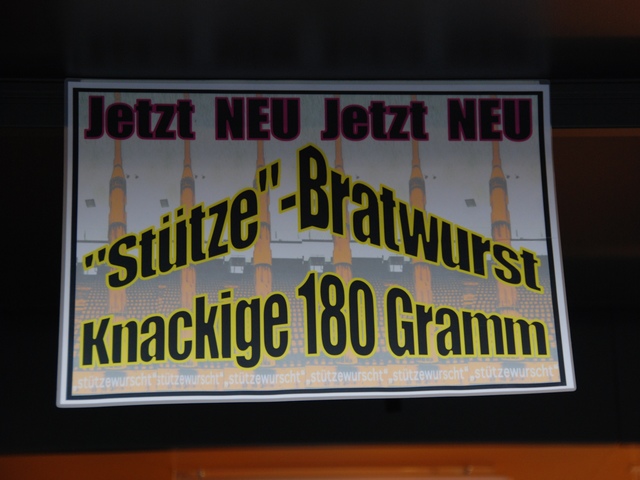 Jetzt NEU Jetzt NEU
"Stütze"-Bratwurst
Knackige 180 Gramm
„stützewurscht“ stützewurscht“ „stützewurscht“ „stützewurscht“ „stützewurscht“ „stützewurscht“